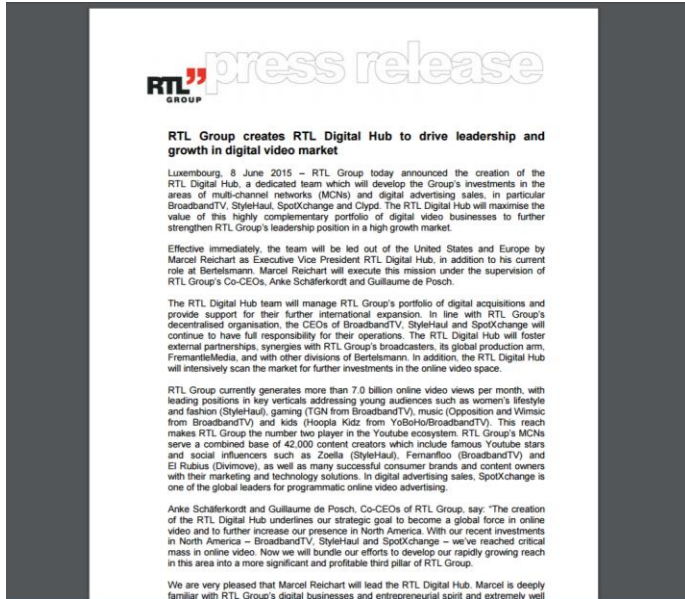 RTL
GROUP
press release
RTL Group creates RTL Digital Hub to drive leadership and
growth in digital video market
Luxembourg, 8 June 2015 – RTL Group today announced the creation of the
RTL Digital Hub, a dedicated team which will develop the Group's investments in the
areas of multi-channel networks (MCNs) and digital advertising sales, in particular
BroadbandTV, StyleHaul, SpotXchange and Clypd. The RTL Digital Hub will maximise the
value of this highly complementary portfolio of digital video businesses to further
strengthen RTL Group's leadership position in a high growth market.
Effective immediately, the team will be led out of the United States and Europe by
Marcel Reichart as Executive Vice President RTL Digital Hub, in addition to his current
role at Bertelsmann. Marcel Reichart will execute this mission under the supervision of
RTL Group's Co-CEOs, Anke Schäferkordt and Guillaume de Posch.
The RTL Digital Hub team will manage RTL Group's portfolio of digital acquisitions and
provide support for their further international expansion. In line with RTL Group's
decentralised organisation, the CEOs of BroadbandTV, StyleHaul and SpotXchange will
continue to have full responsibility for their operations. The RTL Digital Hub will foster
external partnerships, synergies with RTL Group's broadcasters, its global production arm,
FremantleMedia, and with other divisions of Bertelsmann. In addition, the RTL Digital Hub
will intensively scan the market for further investments in the online video space.
RTL Group currently generates more than 7.0 billion online video views per month, with
leading positions in key verticals addressing young audiences such as women's lifestyle
and fashion (StyleHaul), gaming (TGN from BroadbandTV), music (Opposition and Wimsic
from BroadbandTV) and kids (Hoopla Kidz from YoBoHo/BroadbandTV). This reach
makes RTL Group the number two player in the Youtube ecosystem. RTL Group's MCNs
serve a combined base of 42,000 content creators which include famous Youtube stars
and social influencers such as Zoella (StyleHaul), Fernanfloo (BroadbandTV) and
El Rubius (Divimove), as well as many successful consumer brands and content owners
with their marketing and technology solutions. In digital advertising sales, SpotXchange is
one of the global leaders for programmatic online video advertising.
Anke Schäferkordt and Guillaume de Posch, Co-CEOs of RTL Group, say: "The creation
of the RTL Digital Hub underlines our strategic goal to become a global force in online
video and to further increase our presence in North America. With our recent investments
in North America – BroadbandTV, StyleHaul and SpotXchange – we've reached critical
mass in online video. Now we will bundle our efforts to develop our rapidly growing reach
in this area into a more significant and profitable third pillar of RTL Group.
We are very pleased that Marcel Reichart will lead the RTL Digital Hub. Marcel is deeply
familiar with RTL Group's digital businesses and entrepreneurial spirit and extremely well